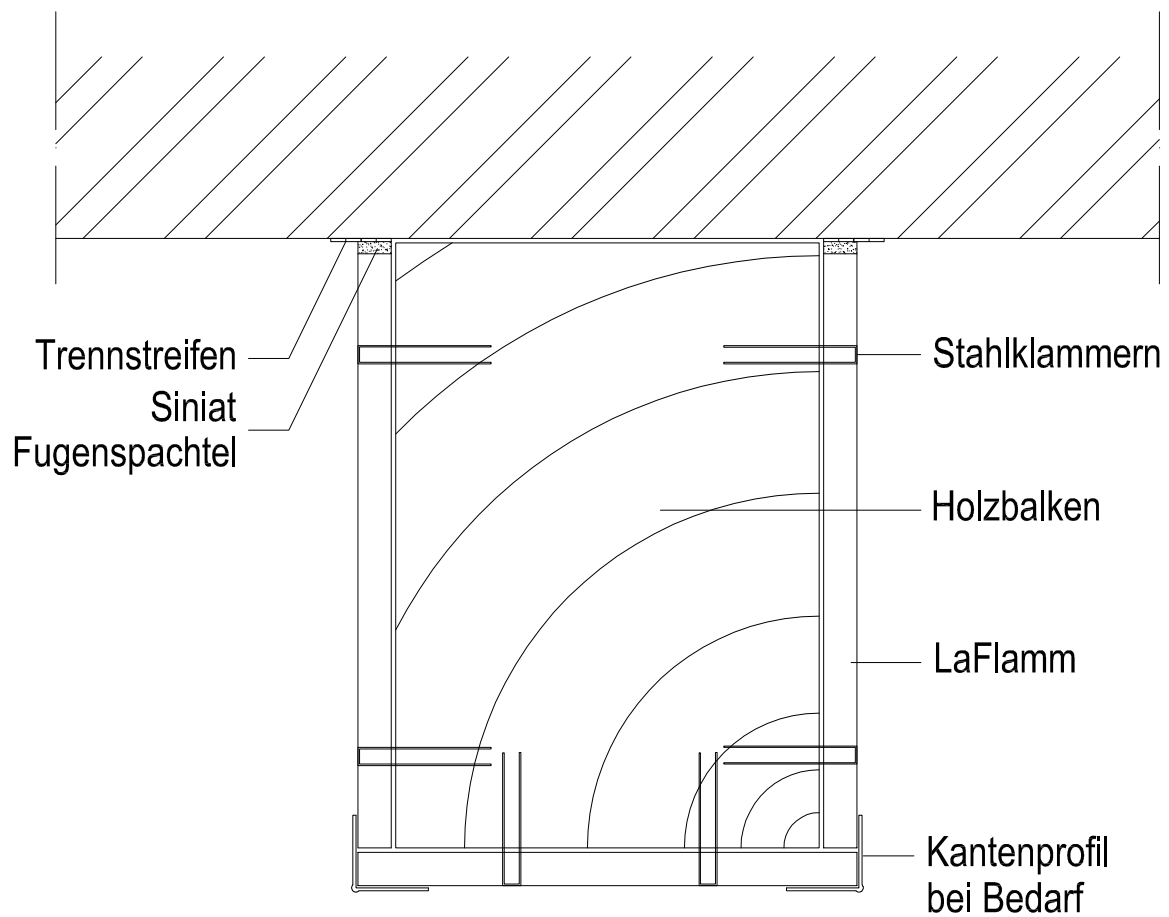 Trennstreifen
Siniat
Fugenspachtel
Stahlklammern
Holzbalken
LaFlamm
Kantenprofil
bei Bedarf